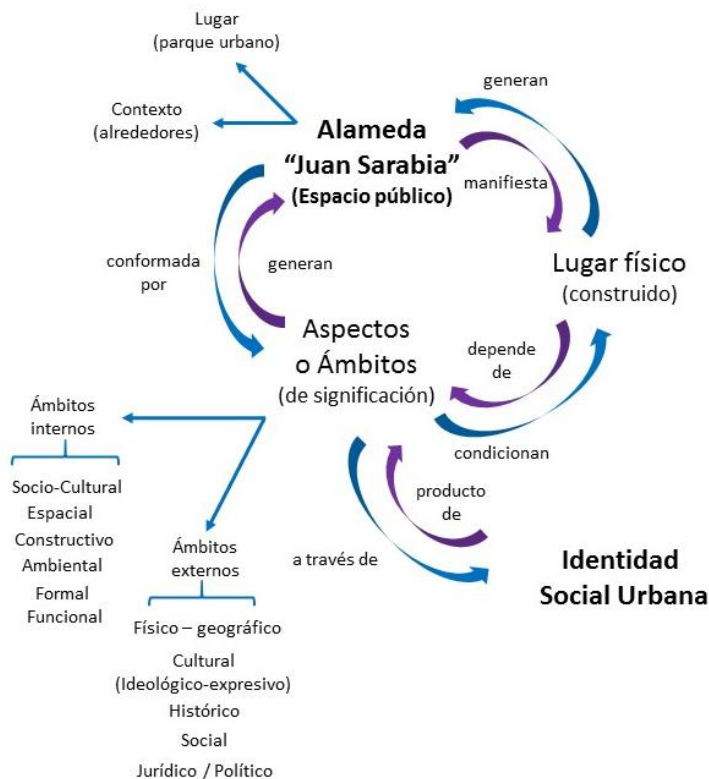 Lugar
(parque urbano)
Contexto
(alrededores)
Alameda
“Juan Sarabia”
(Espacio público)
generan
manifiesta
conformada
por
generan
Lugar físico
(construido)
Aspectos
o Ámbitos
(de significación)
depende
de
condicionan
Ámbitos
internos
Socio-Cultural
Espacial
Constructivo
Ambiental
Formal
Funcional
Ámbitos
externos
Físico – geográfico
Cultural
(Ideológico-expresivo)
Histórico
Social
Jurídico / Político
a través de
producto
de
Identidad
Social Urbana